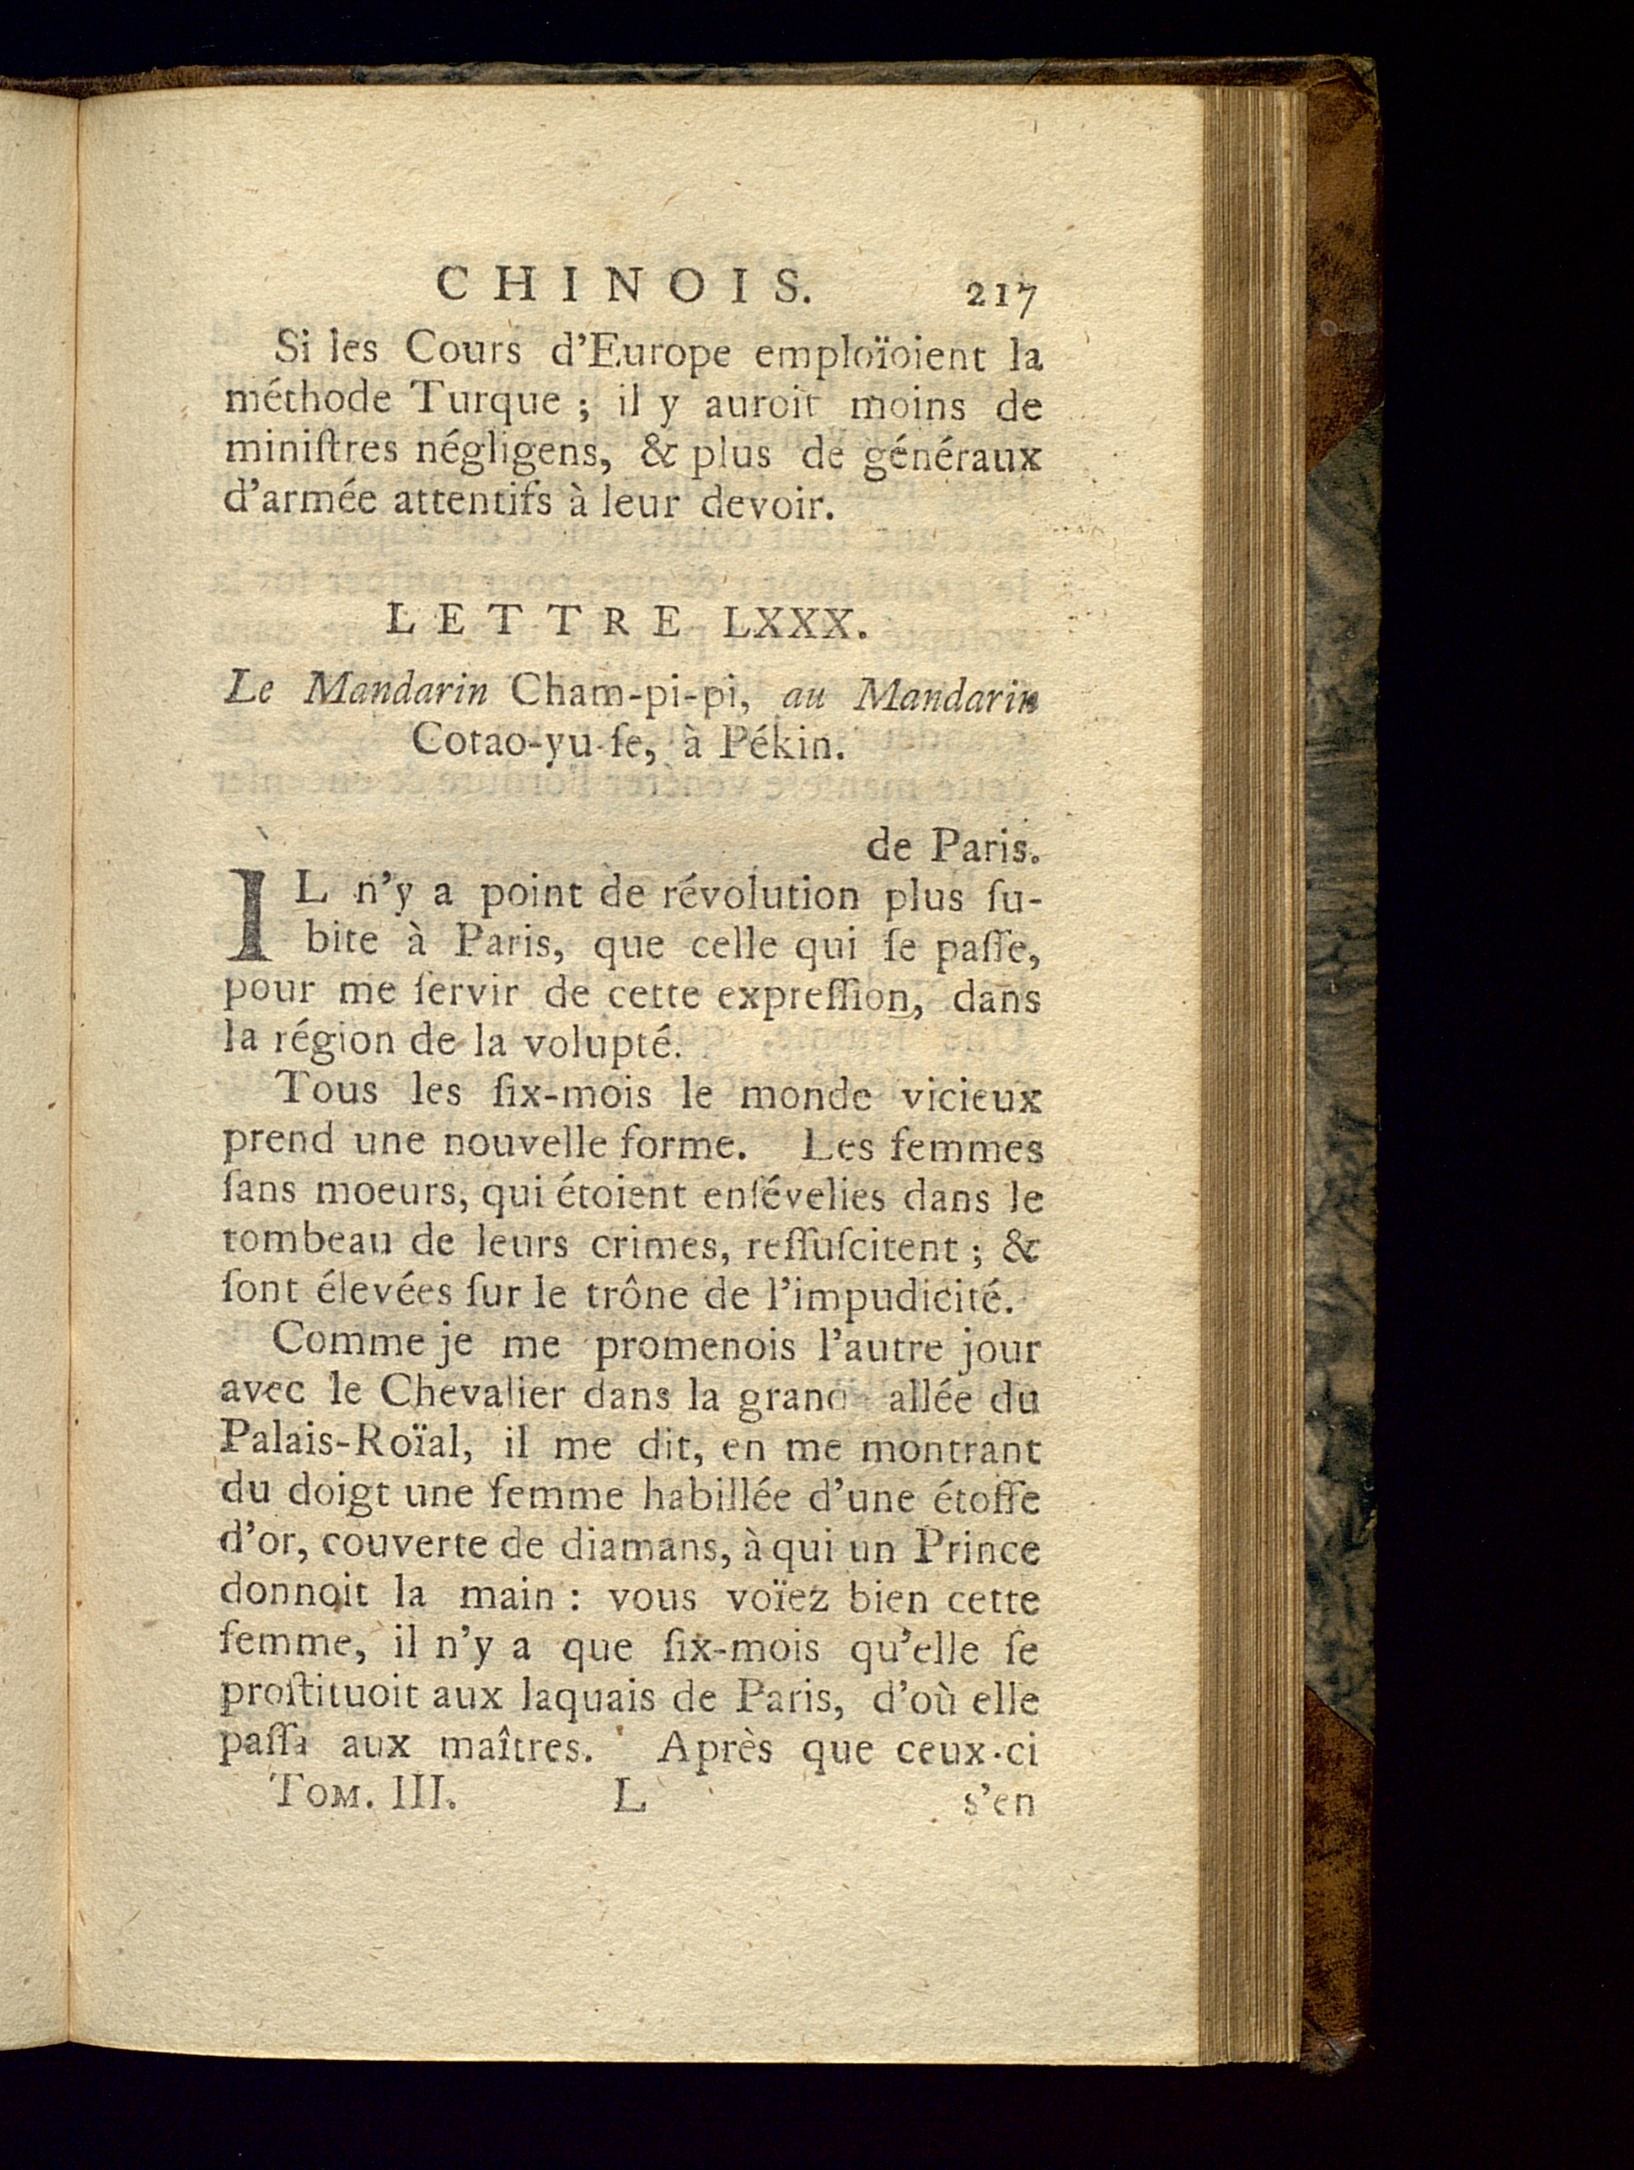 CHINOIS. 217
Si les Cours d'Europe emploïoient la
méthode Turque ; il y auroit moins de
miniſtres négligens, & plus de généraux
d'armée attentifs à leur devoir.
LETTRE LXXX.
Le Mandarin Cham-pi-pi, au Mandarin
Cotao-yu-ſe, à Pékin.
de Paris.
IL n'y a point de révolution plus ſu-
bite à Paris, que celle qui ſe paſſe,
pour me ſervir de cette expreſſion, dans
la région de la volupté.
Tous les ſix-mois le monde vicieux
prend une nouvelle forme. Les femmes
ſans moeurs, qui étoient enſévelies dans le
tombeau de leurs crimes, reſſuſcitent ; &
ſont élevées ſur le trône de l'impudicité.
Comme je me promenois l'autre jour
avec le Chevalier dans la grand allée du
Palais-Roïal, il me dit, en me montrant
du doigt une femme habillée d'une étoffe
d'or, couverte de diamans, à qui un Prince
donnoit la main : vous voïez bien cette
femme, il n'y a que ſix-mois qu'elle ſe
proſtituoit aux laquais de Paris, d'où elle
paſſa aux maîtres. Après que ceux-ci
TOM. III. L s'en